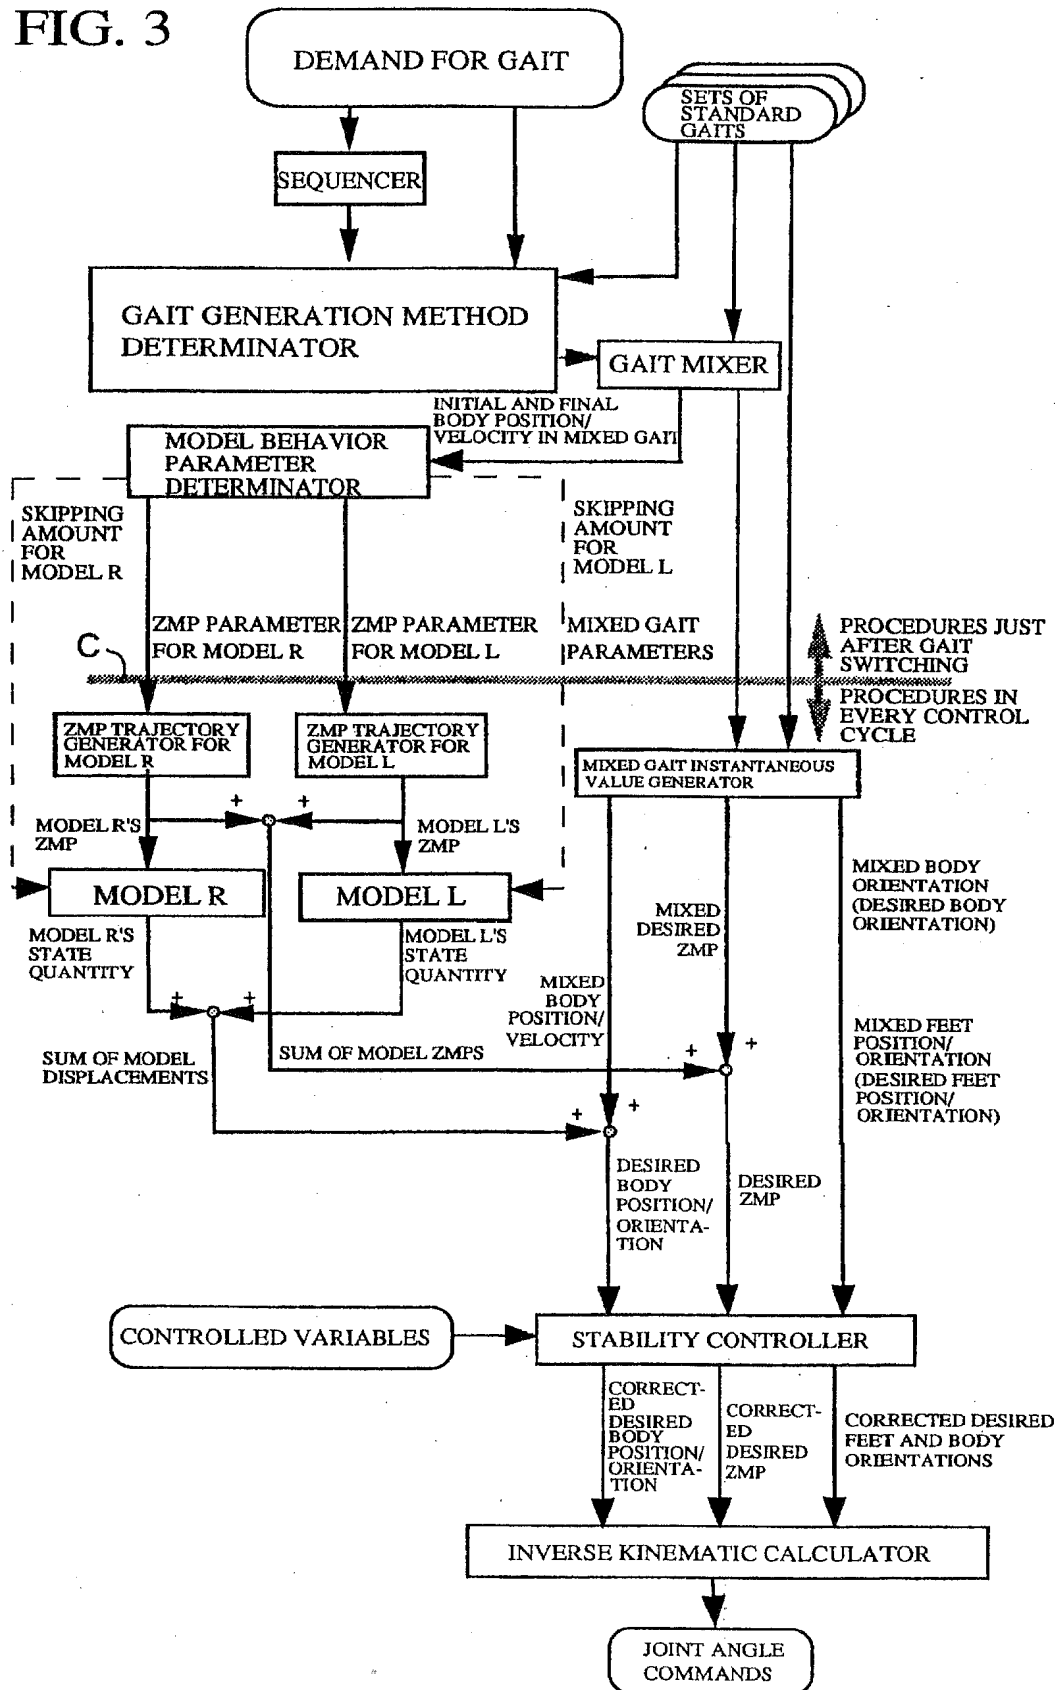 FIG. 3
DEMAND FOR GAIT
SETS OF
STANDARD
GAITS
SEQUENCER
GAIT GENERATION METHOD
DETERMINATOR
GAIT MIXER
INITIAL AND FINAL
BODY POSITION/
VELOCITY IN MIXED GAIT
MODEL BEHAVIOR
PARAMETER
DETERMINATOR
SKIPPING
AMOUNT
FOR
MODEL R
SKIPPING
AMOUNT
FOR
MODEL L
ZMP PARAMETER
FOR MODEL R
ZMP PARAMETER
FOR MODEL L
MIXED GAIT
PARAMETERS
PROCEDURES JUST
AFTER GAIT
SWITCHING
C
PROCEDURES IN
EVERY CONTROL
CYCLE
ZMP TRAJECTORY
GENERATOR FOR
MODEL R
ZMP TRAJECTORY
GENERATOR FOR
MODEL L
MIXED GAIT INSTANTANEOUS
VALUE GENERATOR
+ +
MODEL R'S
ZMP
MODEL L'S
ZMP
MODEL R
MODEL L
MIXED BODY
ORIENTATION
(DESIRED BODY
ORIENTATION)
MIXED
DESIRED
ZMP
MODEL R'S
STATE
QUANTITY
MODEL L'S
STATE
QUANTITY
MIXED
BODY
POSITION/
VELOCITY
+ +
MIXED FEET
POSITION/
ORIENTATION
(DESIRED FEET
POSITION/
ORIENTATION)
SUM OF MODEL
DISPLACEMENTS
SUM OF MODEL ZMPS
+ +
+ +
DESIRED
BODY
POSITION/
ORIENTA-
TION
DESIRED
ZMP
CONTROLLED VARIABLES
STABILITY CONTROLLER
CORRECT-
ED
DESIRED
BODY
POSITION/
ORIENTA-
TION
CORRECT-
ED
DESIRED
ZMP
CORRECTED DESIRED
FEET AND BODY
ORIENTATIONS
INVERSE KINEMATIC CALCULATOR
JOINT ANGLE
COMMANDS